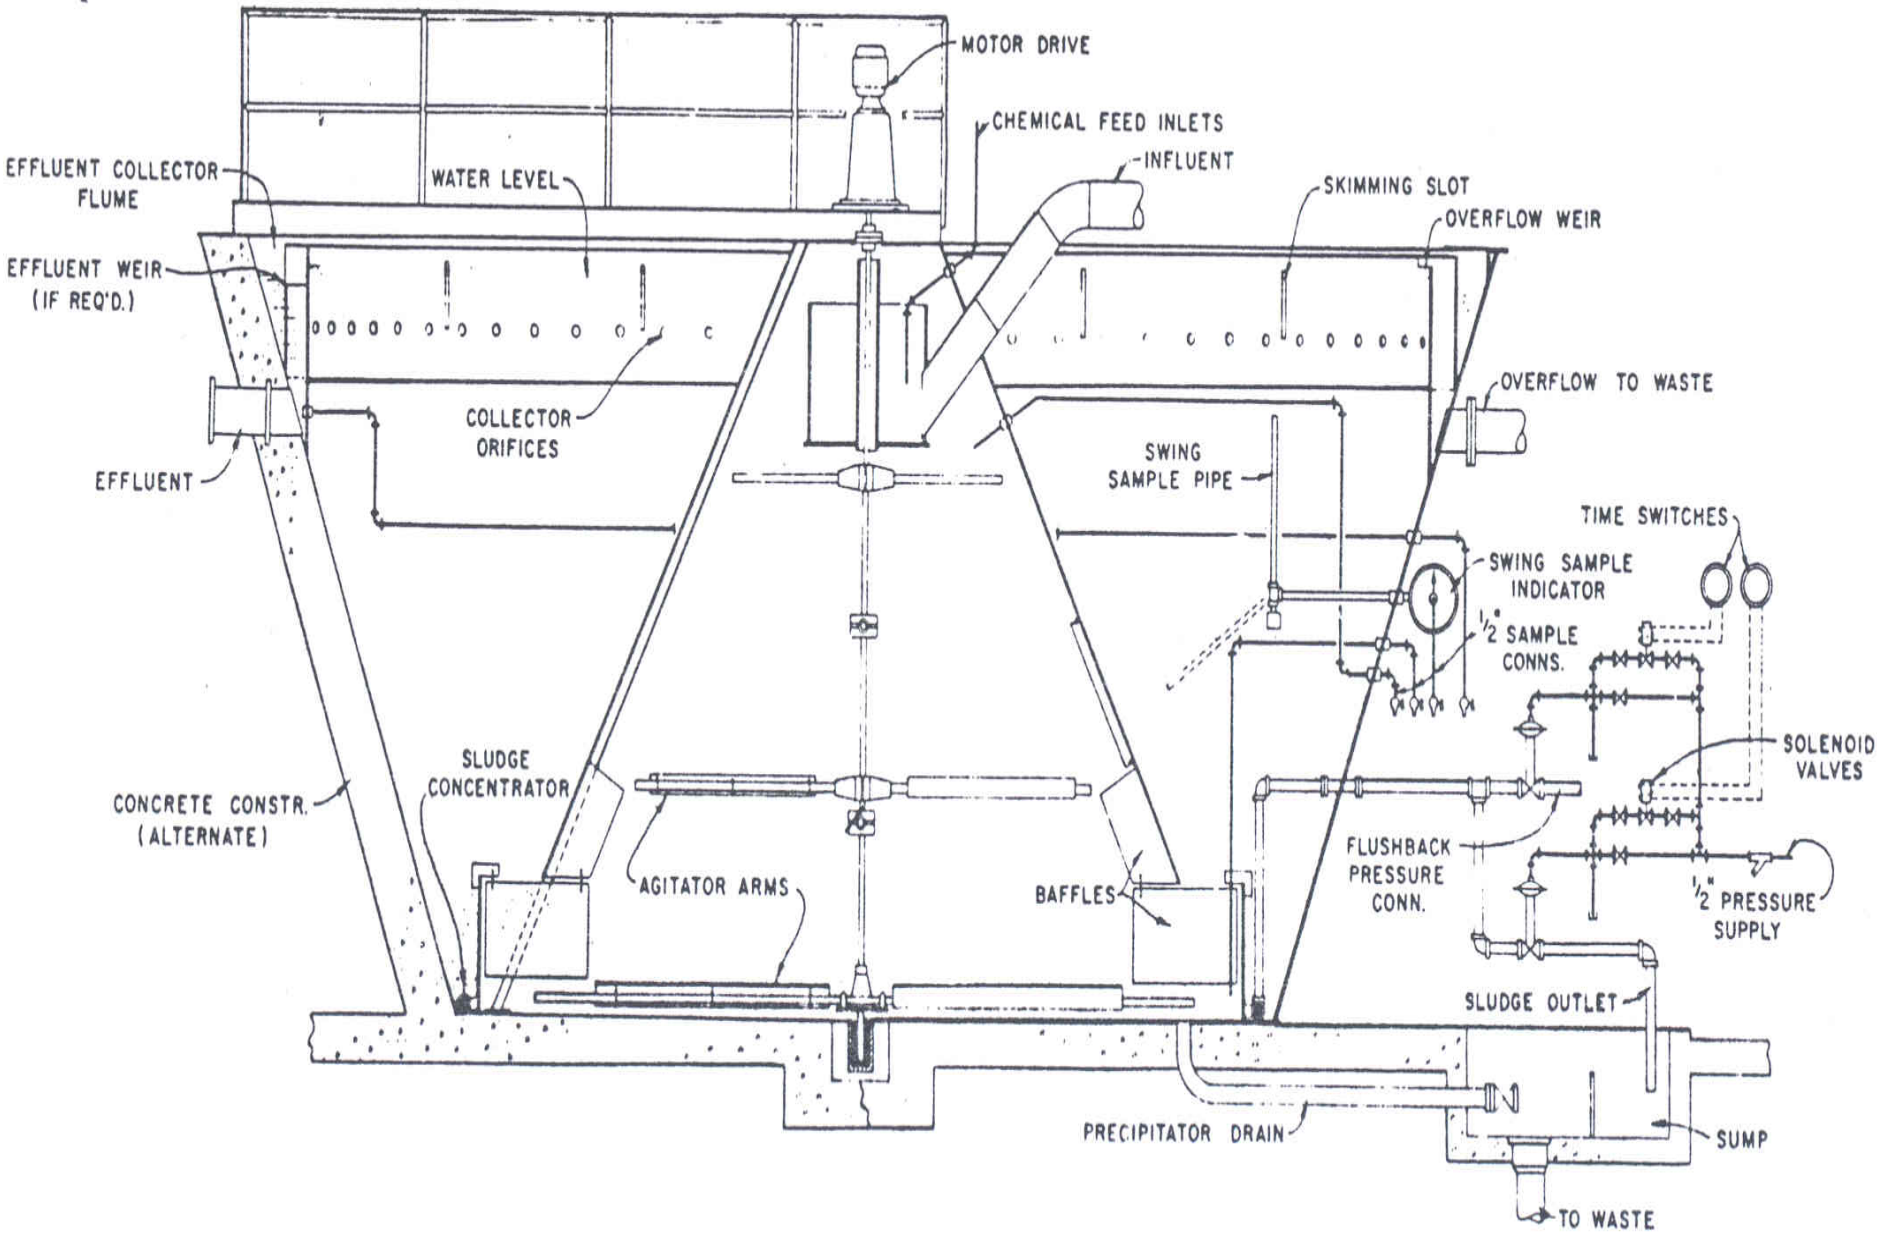 MOTOR DRIVE
CHEMICAL FEED INLETS
INFLUENT
EFFLUENT COLLECTOR
FLUME
WATER LEVEL
SKIMMING SLOT
OVERFLOW WEIR
EFFLUENT WEIR
(IF REQ'D.)
OVERFLOW TO WASTE
COLLECTOR
ORIFICES
SWING
SAMPLE PIPE
EFFLUENT
TIME SWITCHES
SWING SAMPLE
INDICATOR
1/2" SAMPLE
CONNS.
SOLENOID
VALVES
SLUDGE
CONCENTRATOR
CONCRETE CONSTR.
(ALTERNATE)
FLUSHBACK
PRESSURE
CONN.
AGITATOR ARMS
BAFFLES
1/2" PRESSURE
SUPPLY
SLUDGE OUTLET
PRECIPITATOR DRAIN
SUMP
TO WASTE